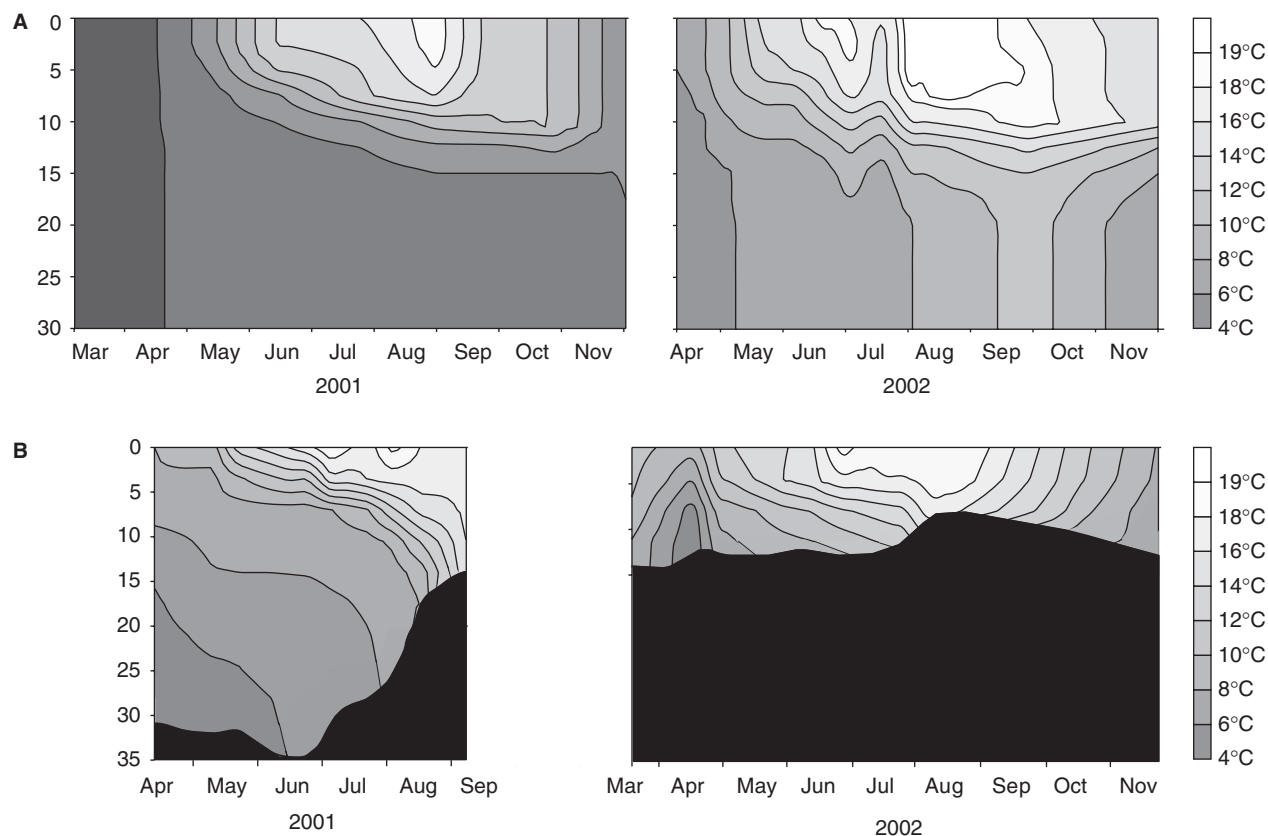 A
0
5
10
15
20
25
30
Mar Apr May Jun Jul Aug Sep Oct Nov
2001
Apr May Jun Jul Aug Sep Oct Nov
2002
19°C
18°C
16°C
14°C
12°C
10°C
8°C
6°C
4°C
B
0
5
10
15
20
25
30
35
Apr May Jun Jul Aug Sep
2001
Mar Apr May Jun Jul Aug Sep Oct Nov
2002
19°C
18°C
16°C
14°C
12°C
10°C
8°C
6°C
4°C